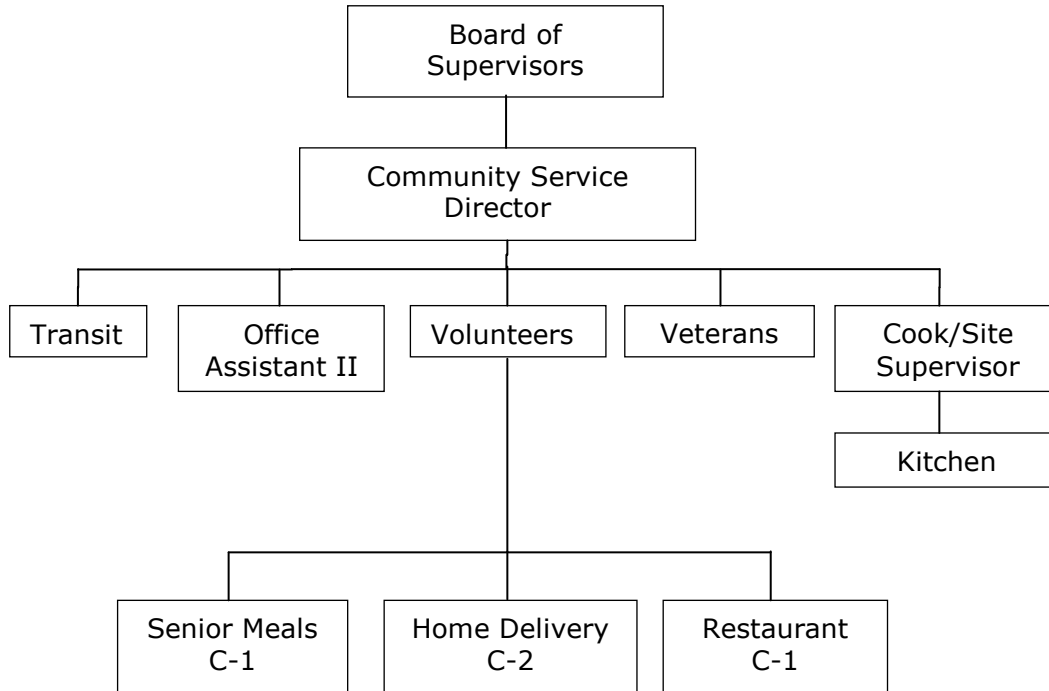 Board of
Supervisors
Community Service
Director
Transit
Office
Assistant II
Volunteers
Veterans
Cook/Site
Supervisor
Kitchen
Senior Meals
C-1
Home Delivery
C-2
Restaurant
C-1